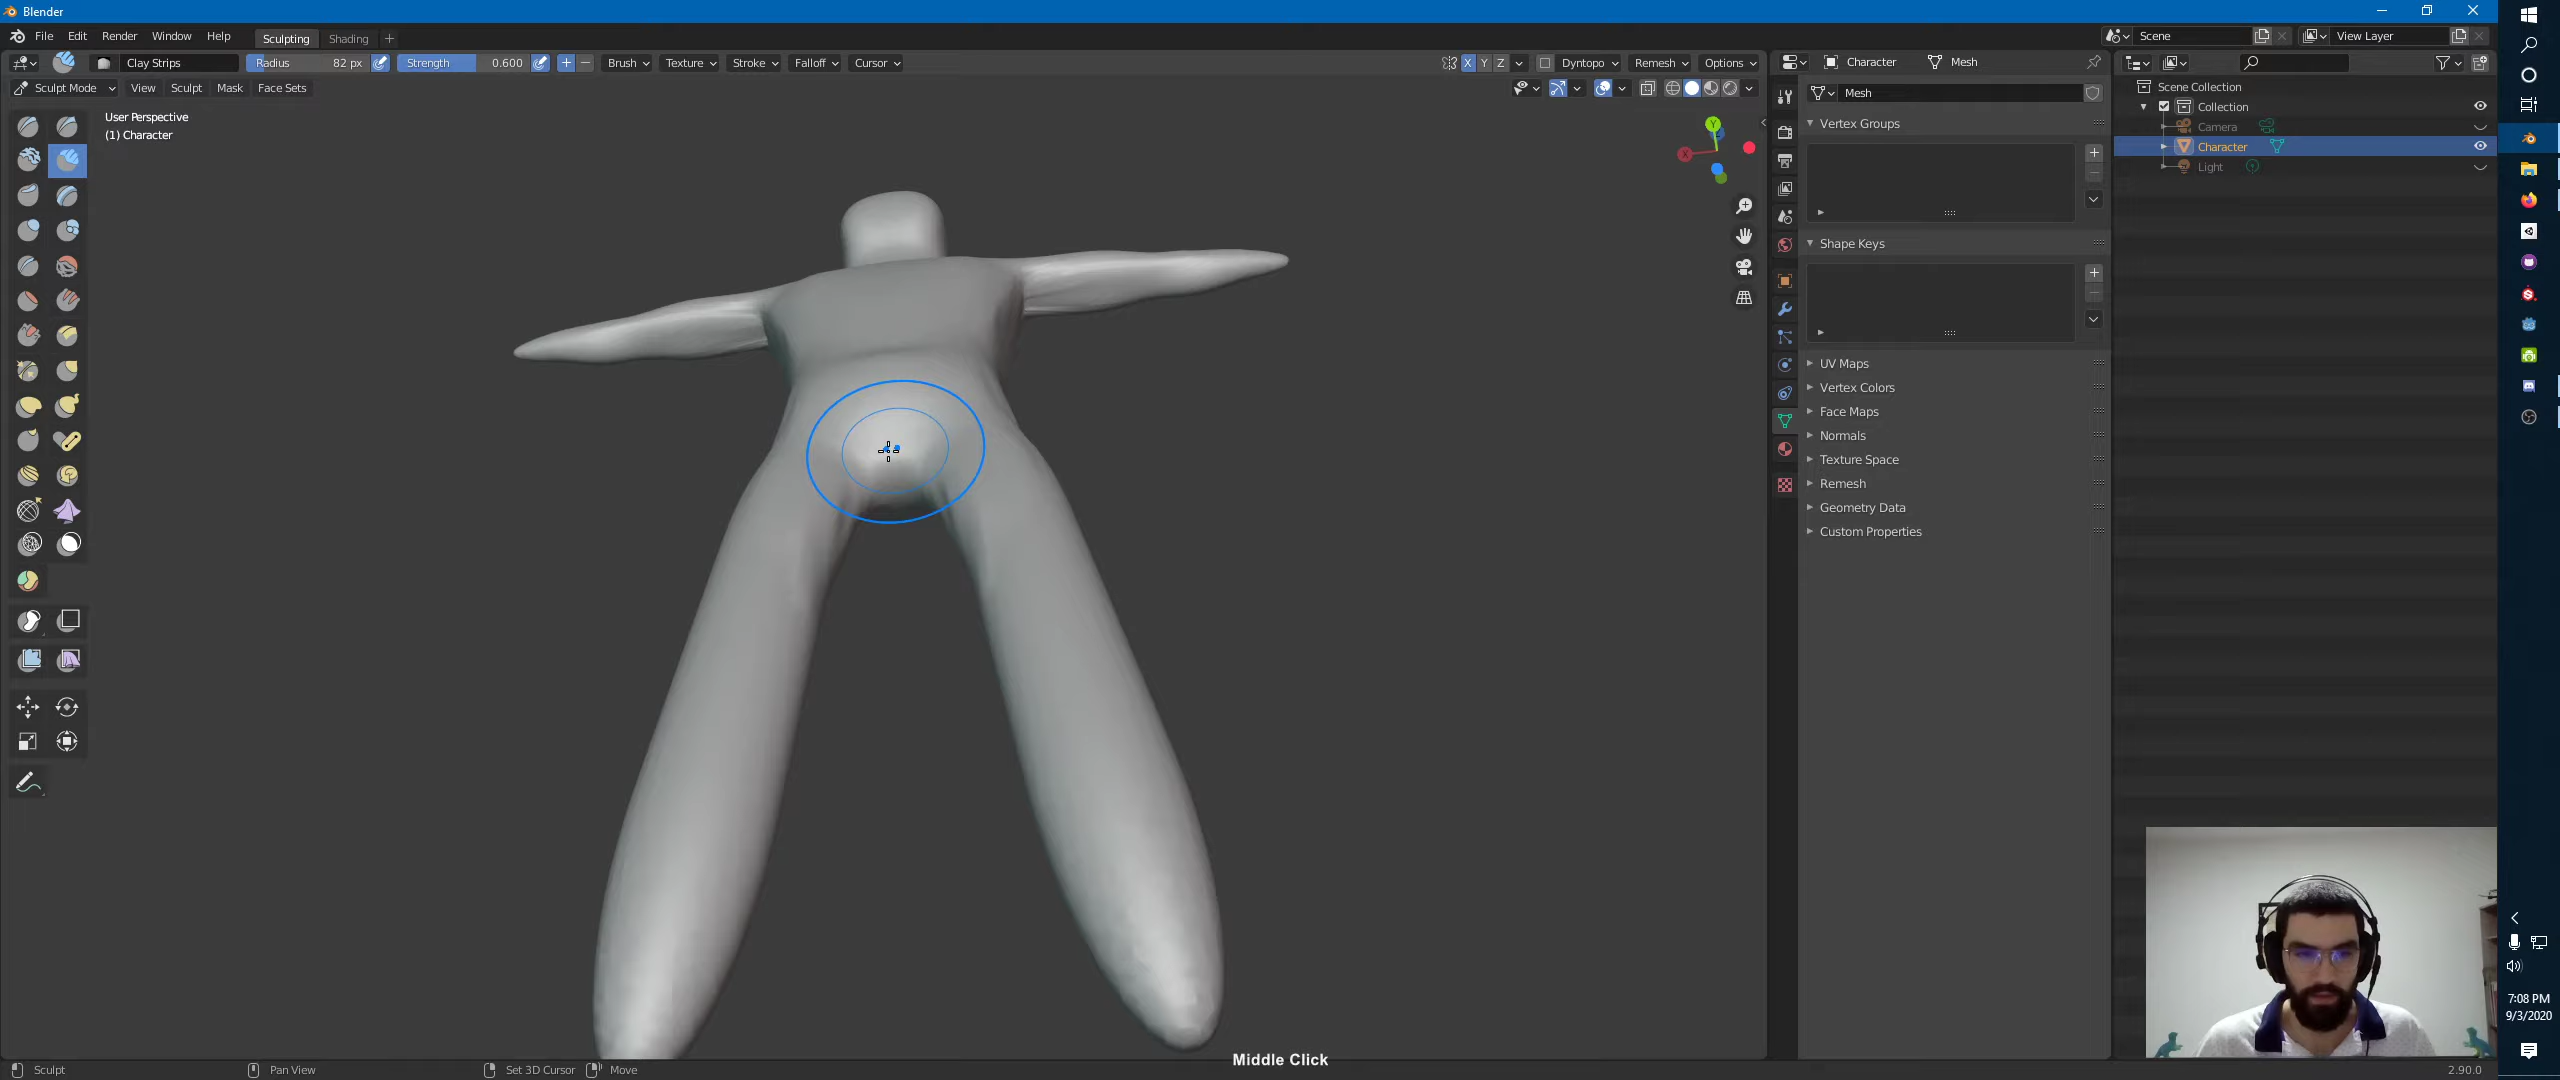 Blender
File Edit Render Window Help Sculpting Shading Scene View Layer
Clay Strips Radius 82 px Strength 0.600 Brush Texture Stroke Falloff Cursor X Y Z Dyntopo Remesh Options Character Mesh
Sculpt Mode View Sculpt Mask Face Sets Mesh
User Perspective
(1) Character
Y
X
Vertex Groups
Shape Keys
UV Maps
Vertex Colors
Face Maps
Normals
Texture Space
Remesh
Geometry Data
Custom Properties
Scene Collection
Collection
Camera
Character
Light
7:08 PM
9/3/2020
Middle Click
Sculpt Pan View Set 3D Cursor Move 2.90.0